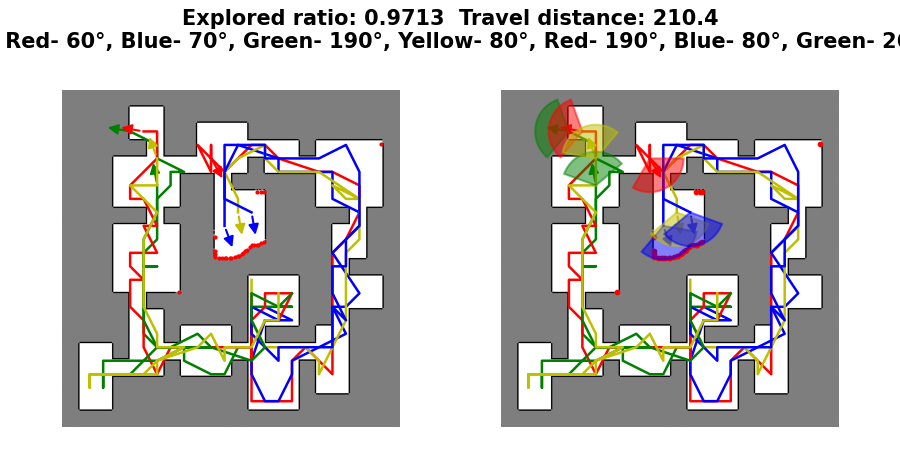 Explored ratio: 0.9713  Travel distance: 210.4
Red- 60°, Blue- 70°, Green- 190°, Yellow- 80°, Red- 190°, Blue- 80°, Green-